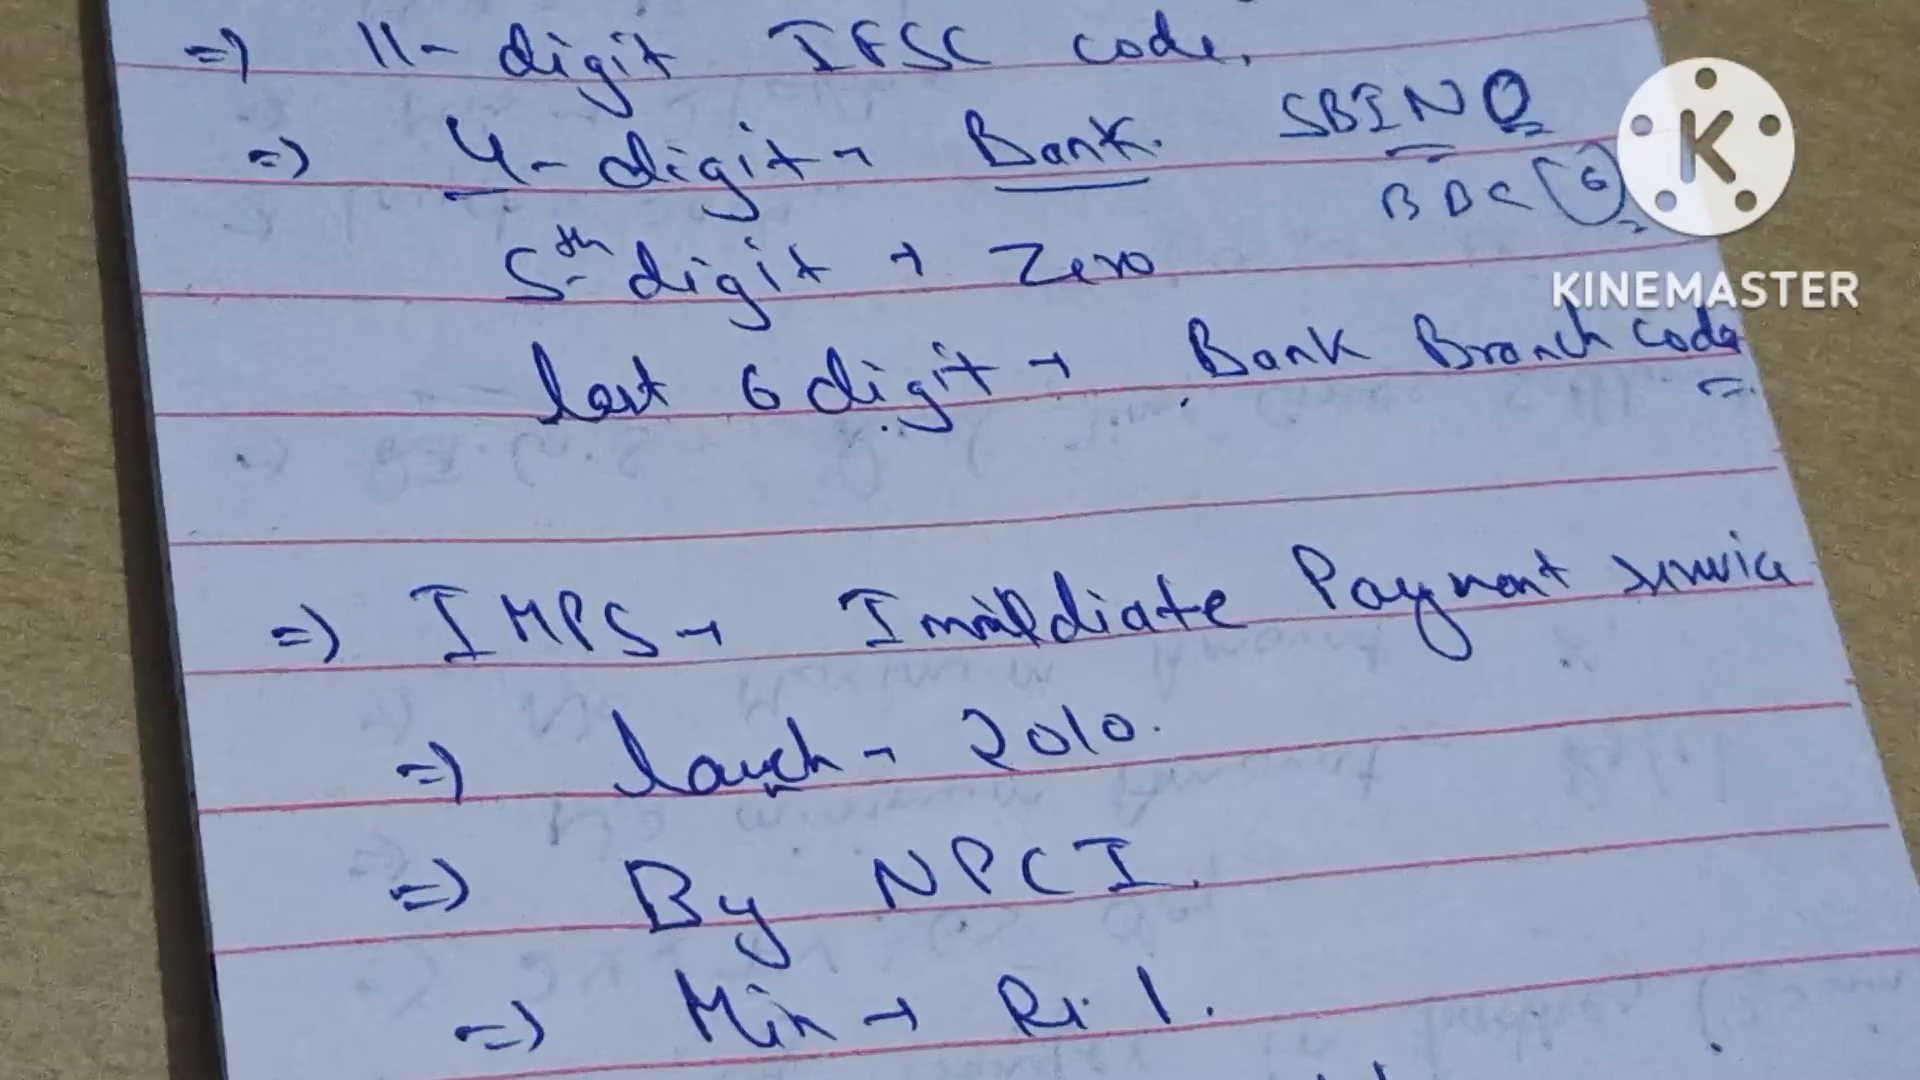 => 11- digit IFSC code.
=> 4- digit → Bank. SBIN0
BBC [6]
5th digit → Zero
last 6 digit → Bank Branch code
=> IMPS → Immediate Payment
=> lauch → 2010.
=> By NPCI.
=> Min → Rs. 1.
K
KINEMASTER